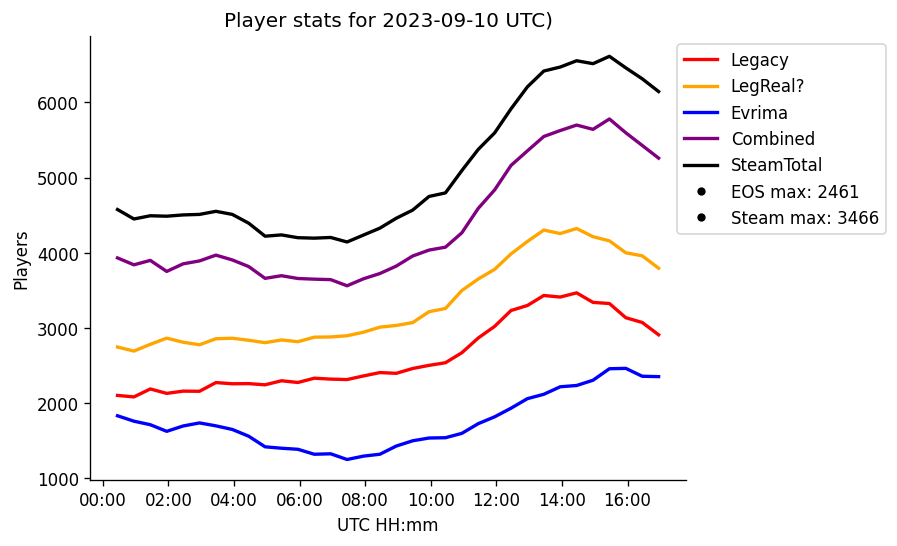 Player stats for 2023-09-10 UTC)
Legacy
LegReal?
Evrima
Combined
SteamTotal
EOS max: 2461
Steam max: 3466
Players
6000
5000
4000
3000
2000
1000
00:00 02:00 04:00 06:00 08:00 10:00 12:00 14:00 16:00
UTC HH:mm